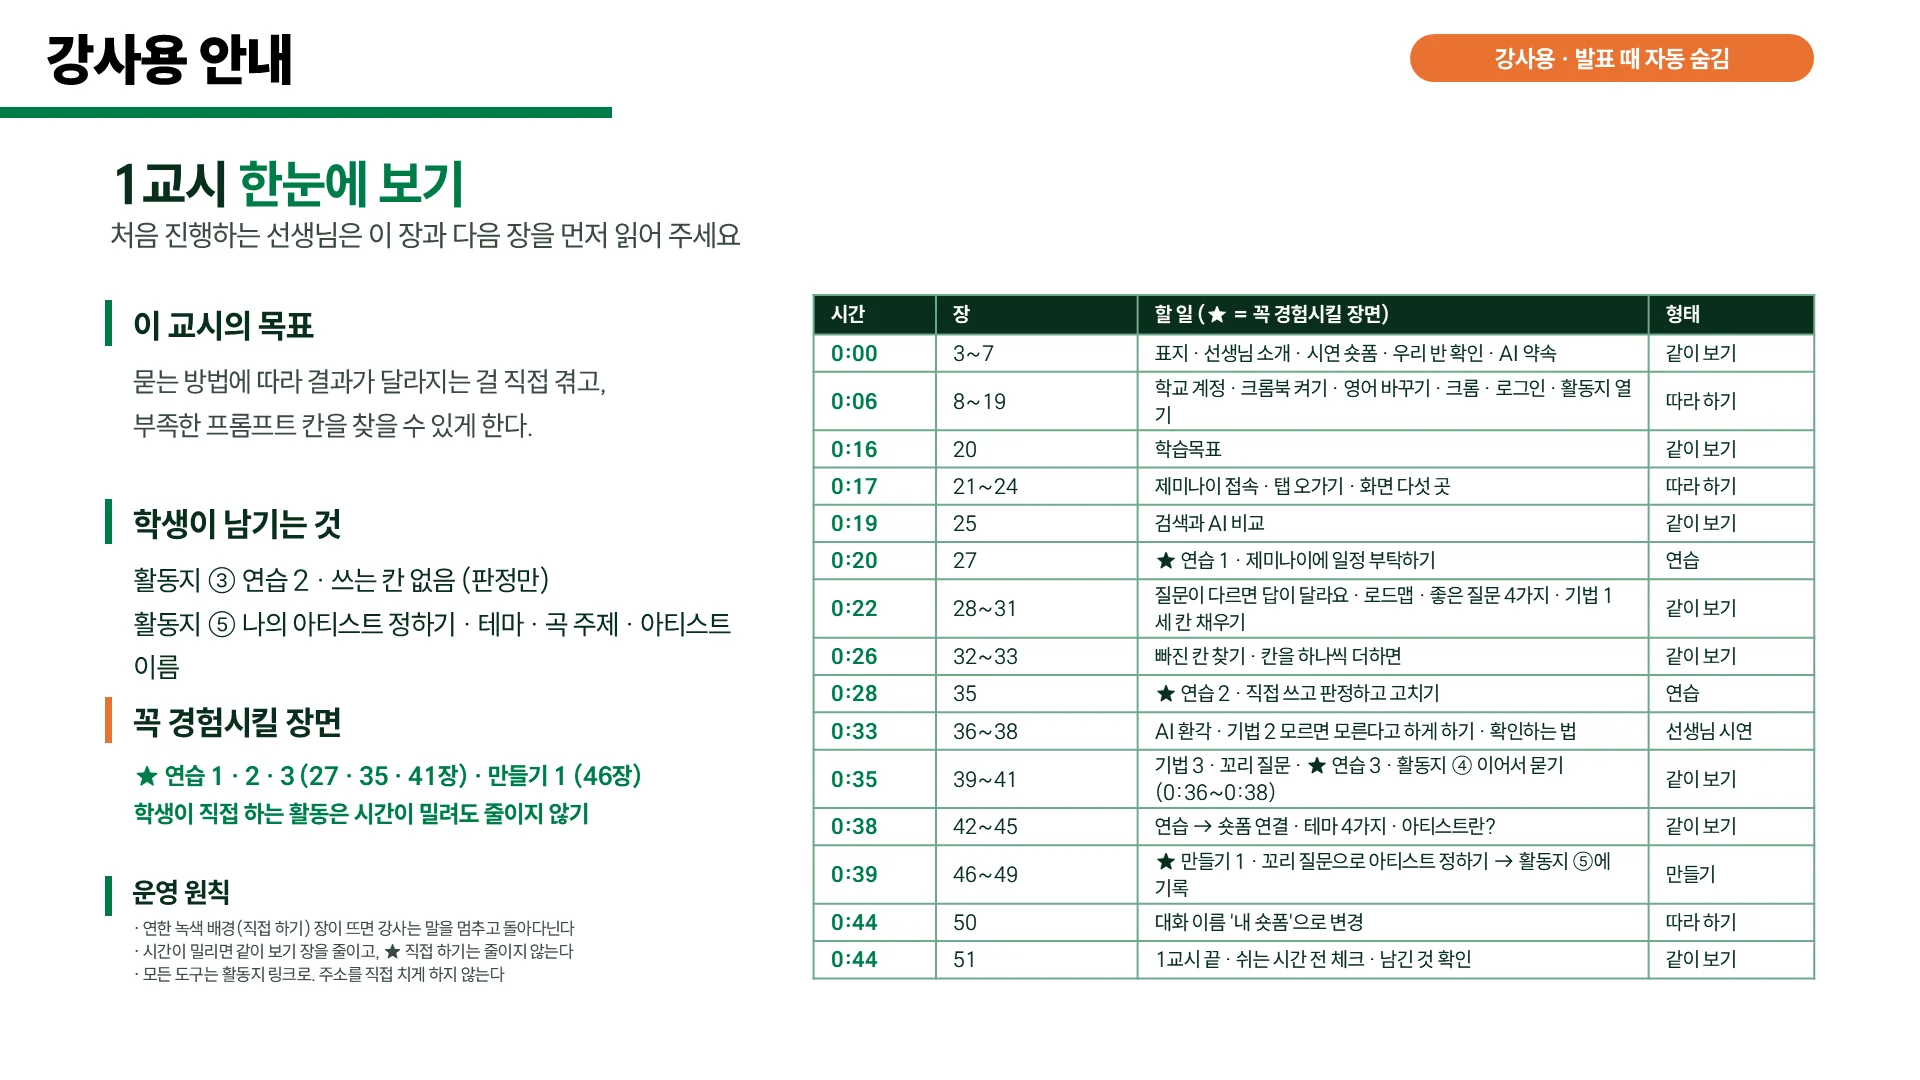 강사용 안내
강사용 · 발표 때 자동 숨김
1교시 한눈에 보기
처음 진행하는 선생님은 이 장과 다음 장을 먼저 읽어 주세요
이 교시의 목표
묻는 방법에 따라 결과가 달라지는 걸 직접 겪고,
부족한 프롬프트 칸을 찾을 수 있게 한다.
학생이 남기는 것
활동지 ③ 연습 2 · 쓰는 칸 없음 (판정만)
활동지 ⑤ 나의 아티스트 정하기 · 테마 · 곡 주제 · 아티스트
이름
꼭 경험시킬 장면
★ 연습 1 · 2 · 3 (27 · 35 · 41장) · 만들기 1 (46장)
학생이 직접 하는 활동은 시간이 밀려도 줄이지 않기
운영 원칙
· 연한 녹색 배경(직접 하기) 장이 뜨면 강사는 말을 멈추고 돌아다닌다
· 시간이 밀리면 같이 보기 장을 줄이고, ★ 직접 하기는 줄이지 않는다
· 모든 도구는 활동지 링크로. 주소를 직접 치게 하지 않는다
시간 장 할 일 (★ = 꼭 경험시킬 장면) 형태
0:00 3~7 표지 · 선생님 소개 · 시연 숏폼 · 우리 반 확인 · AI 약속 같이 보기
0:06 8~19 학교 계정 · 크롬북 켜기 · 영어 바꾸기 · 크롬 · 로그인 · 활동지 열
기 따라 하기
0:16 20 학습목표 같이 보기
0:17 21~24 제미나이 접속 · 탭 오가기 · 화면 다섯 곳 따라 하기
0:19 25 검색과 AI 비교 같이 보기
0:20 27 ★ 연습 1 · 제미나이에 일정 부탁하기 연습
0:22 28~31 질문이 다르면 답이 달라요 · 로드맵 · 좋은 질문 4가지 · 기법 1
세 칸 채우기 같이 보기
0:26 32~33 빠진 칸 찾기 · 칸을 하나씩 더하면 같이 보기
0:28 35 ★ 연습 2 · 직접 쓰고 판정하고 고치기 연습
0:33 36~38 AI 환각 · 기법 2 모르면 모른다고 하게 하기 · 확인하는 법 선생님 시연
0:35 39~41 기법 3 · 꼬리 질문 · ★ 연습 3 · 활동지 ④ 이어서 묻기
(0:36~0:38) 같이 보기
0:38 42~45 연습 → 숏폼 연결 · 테마 4가지 · 아티스트란? 같이 보기
0:39 46~49 ★ 만들기 1 · 꼬리 질문으로 아티스트 정하기 → 활동지 ⑤에
기록 만들기
0:44 50 대화 이름 '내 숏폼'으로 변경 따라 하기
0:44 51 1교시 끝 · 쉬는 시간 전 체크 · 남긴 것 확인 같이 보기